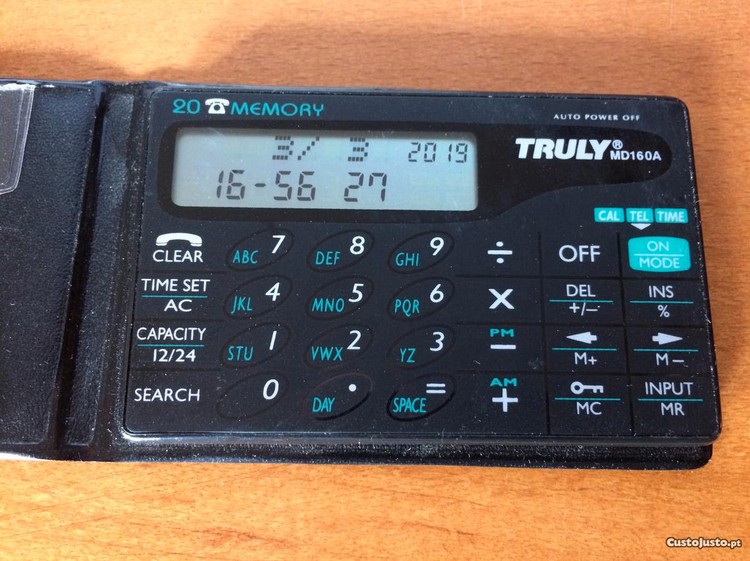 20 ☎ MEMORY
AUTO POWER OFF
3/ 3 2019
16-56 27
TRULY® MD160A
CAL TEL TIME
CLEAR ABC 7 DEF 8 GHI 9 ÷ OFF ON MODE
TIME SET AC JKL 4 MNO 5 PQR 6 X DEL +/− INS %
CAPACITY 12/24 STU 1 VWX 2 YZ 3 PM − M+ M−
SEARCH 0 DAY • SPACE = AM + MC INPUT MR
CustoJusto.pt